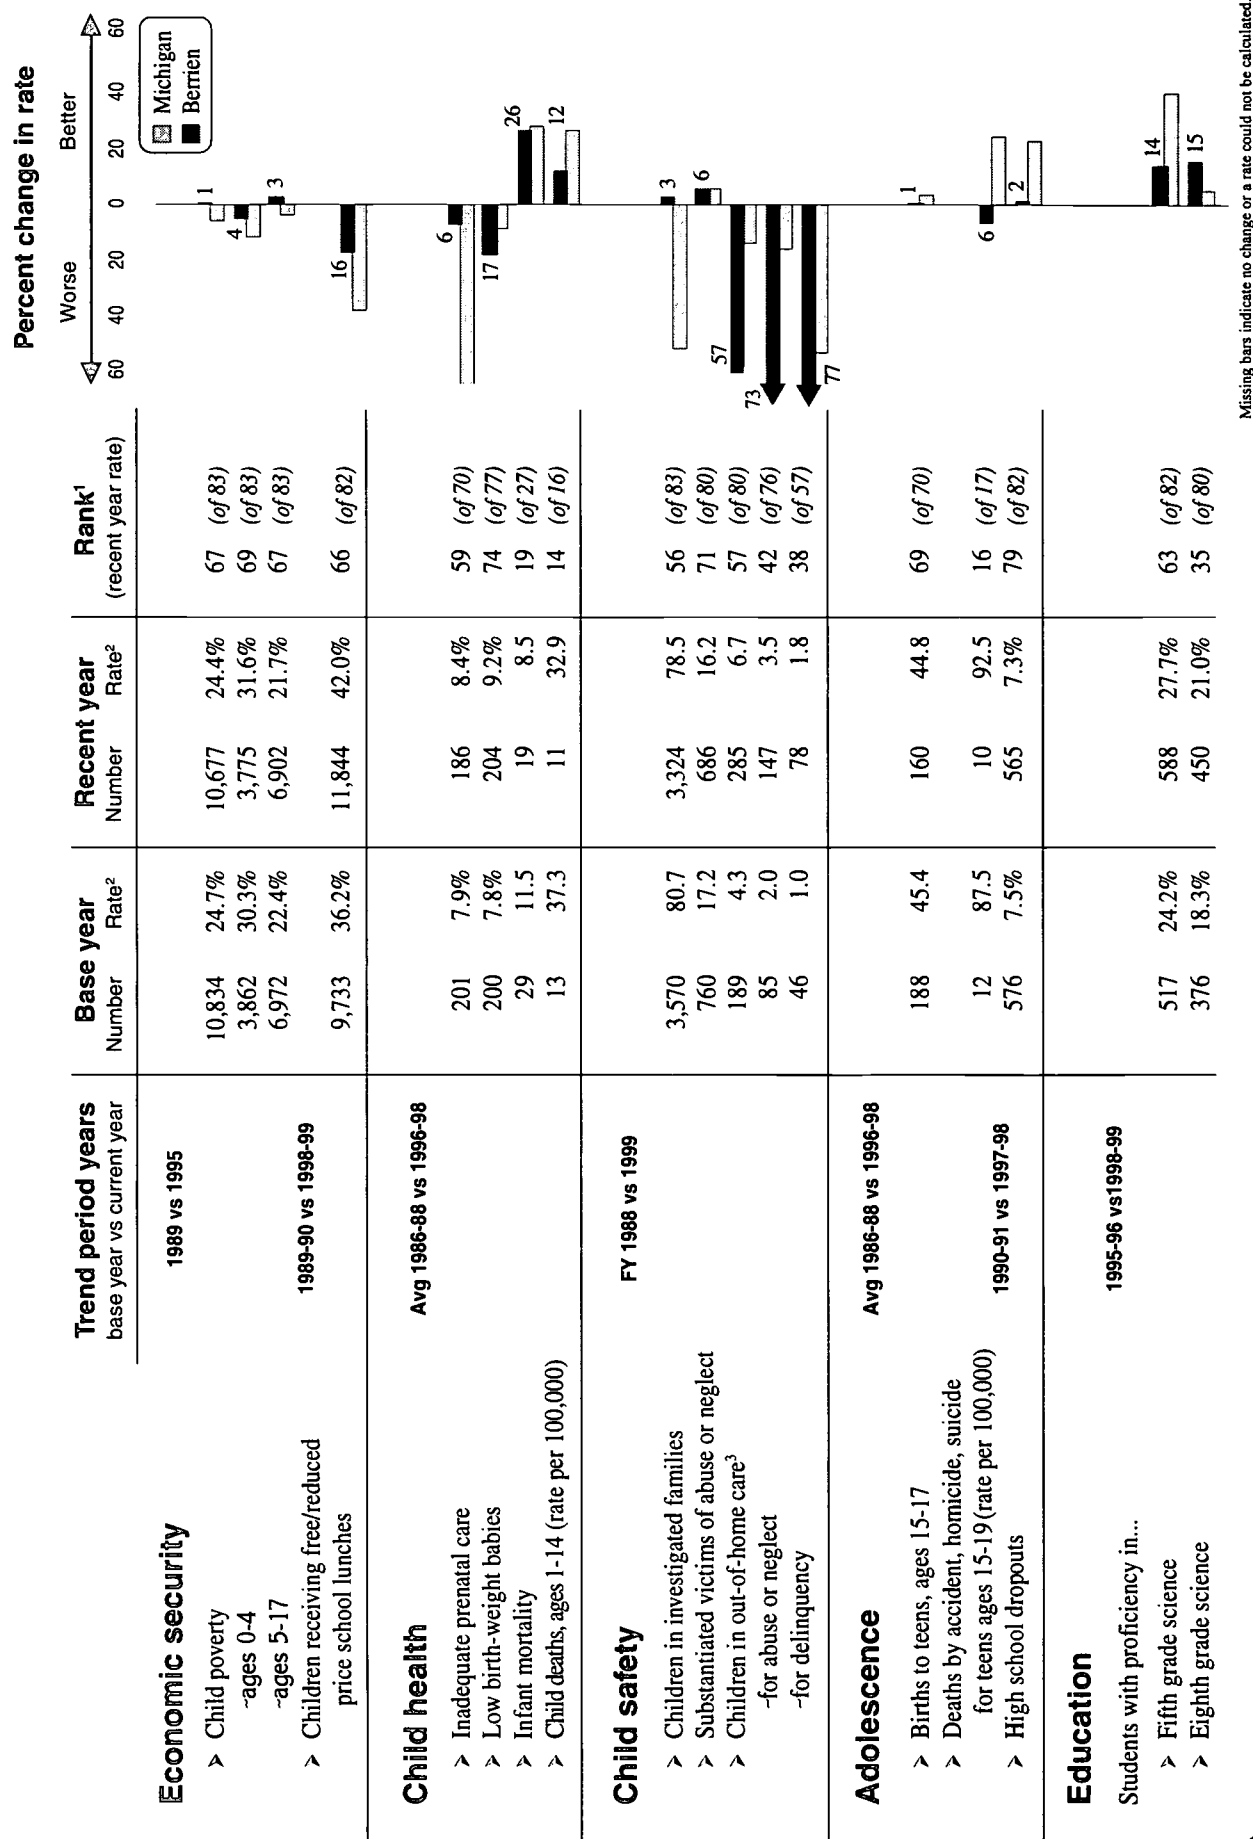 Percent change in rate
Trend period years Base year Recent year Rank¹ Worse Better
base year vs current year Number Rate² Number Rate² (recent year rate) 60 40 20 0 20 40 60
Michigan
Berrien
Economic security 1989 vs 1995
➢ Child poverty 10,834 24.7% 10,677 24.4% 67 (of 83) 1
~ages 0-4 3,862 30.3% 3,775 31.6% 69 (of 83) 4
~ages 5-17 6,972 22.4% 6,902 21.7% 67 (of 83) 3
➢ Children receiving free/reduced 1989-90 vs 1998-99
price school lunches 9,733 36.2% 11,844 42.0% 66 (of 82) 16
Child health Avg 1986-88 vs 1996-98
➢ Inadequate prenatal care 201 7.9% 186 8.4% 59 (of 70) 6
➢ Low birth-weight babies 200 7.8% 204 9.2% 74 (of 77) 17
➢ Infant mortality 29 11.5 19 8.5 19 (of 27) 26
➢ Child deaths, ages 1-14 (rate per 100,000) 13 37.3 11 32.9 14 (of 16) 12
Child safety FY 1988 vs 1999
➢ Children in investigated families 3,570 80.7 3,324 78.5 56 (of 83) 3
➢ Substantiated victims of abuse or neglect 760 17.2 686 16.2 71 (of 80) 6
➢ Children in out-of-home care³ 189 4.3 285 6.7 57 (of 80) 57
~for abuse or neglect 85 2.0 147 3.5 42 (of 76) 73
~for delinquency 46 1.0 78 1.8 38 (of 57) 77
Adolescence Avg 1986-88 vs 1996-98
➢ Births to teens, ages 15-17 188 45.4 160 44.8 69 (of 70) 1
➢ Deaths by accident, homicide, suicide
for teens ages 15-19 (rate per 100,000) 12 87.5 10 92.5 16 (of 17) 6
➢ High school dropouts 1990-91 vs 1997-98 576 7.5% 565 7.3% 79 (of 82) 2
Education 1995-96 vs1998-99
Students with proficiency in...
➢ Fifth grade science 517 24.2% 588 27.7% 63 (of 82) 14
➢ Eighth grade science 376 18.3% 450 21.0% 35 (of 80) 15
Missing bars indicate no change or a rate could not be calculated.